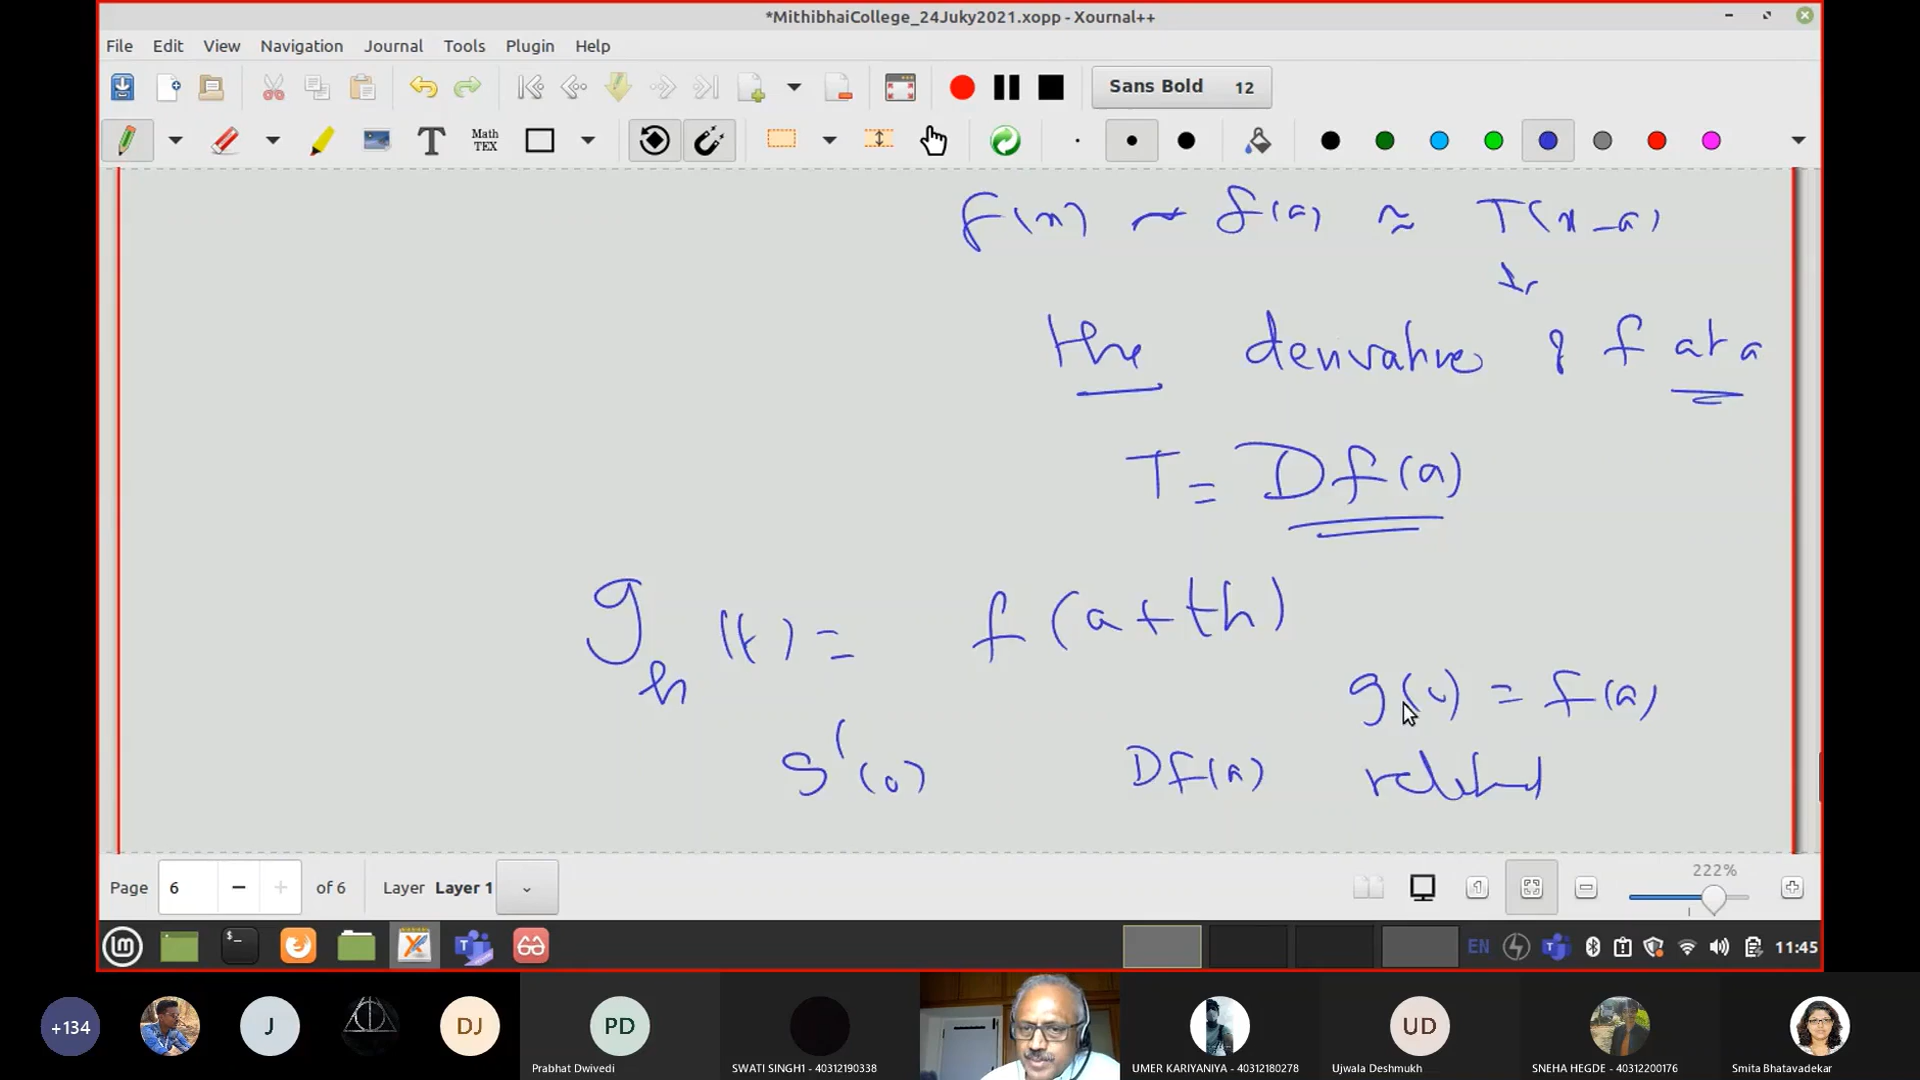 *MithibhaiCollege_24Juky2021.xopp - Xournal++
File Edit View Navigation Journal Tools Plugin Help
Sans Bold 12
T Math TEX
f(x) ~ f(a) ≈ T(x-a)
the derivative of f at a
T = Df(a)
g_h(t) = f(a+th)
g(0) = f(a)
g'(0) Df(a) related
Page 6 of 6 Layer Layer 1 222%
EN 11:45
+134 J DJ PD UD
Prabhat Dwivedi SWATI SINGH1 - 40312190338 UMER KARIYANIYA - 40312180278 Ujwala Deshmukh SNEHA HEGDE - 40312200176 Smita Bhatavadekar